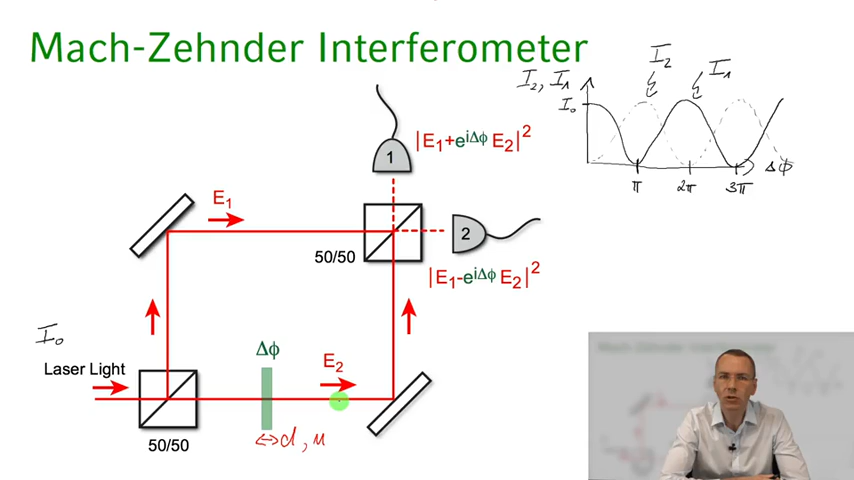 Mach-Zehnder Interferometer
I₂
I₁
I₂, I₁
I₀
π
2π
3π
Δϕ
1
|E₁+e^{iΔϕ} E₂|²
E₁
2
50/50
|E₁-e^{iΔϕ} E₂|²
I₀
Laser Light
Δϕ
E₂
50/50
d, n